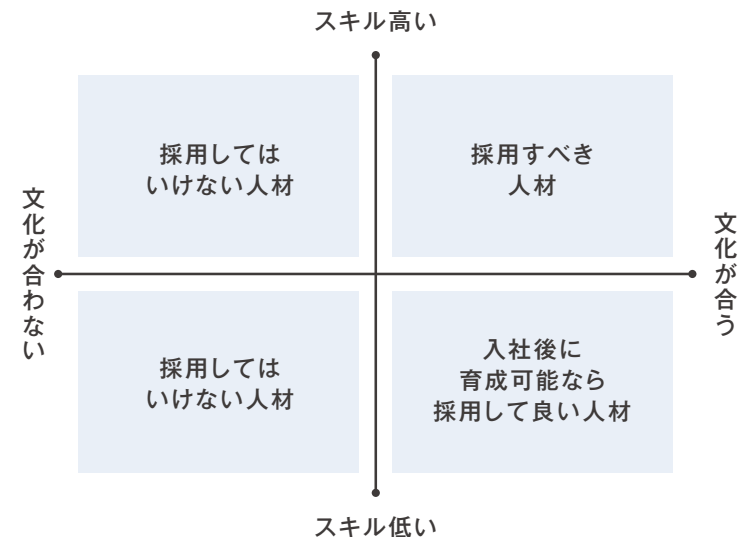 スキル高い
採用しては
いけない人材
採用すべき
人材
文化が合わない
文化が合う
採用しては
いけない人材
入社後に
育成可能なら
採用して良い人材
スキル低い